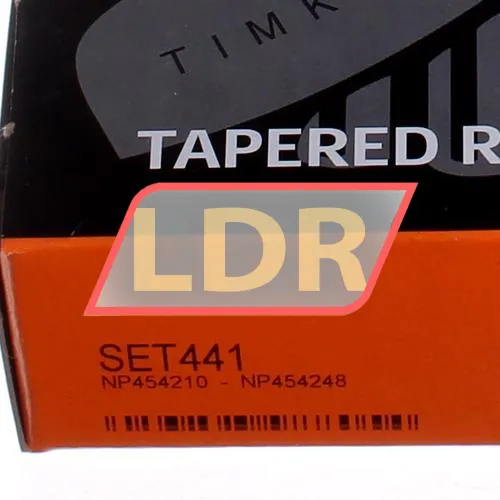 TIMK
TAPERED R
LDR
SET441
NP454210 - NP454248